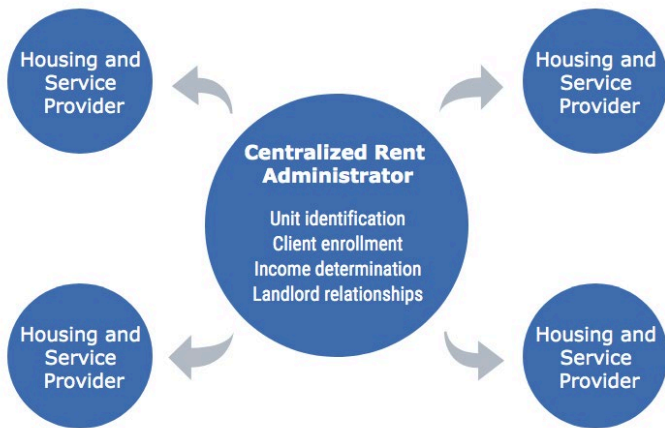 Housing and
Service
Provider
Housing and
Service
Provider
Centralized Rent
Administrator
Unit identification
Client enrollment
Income determination
Landlord relationships
Housing and
Service
Provider
Housing and
Service
Provider